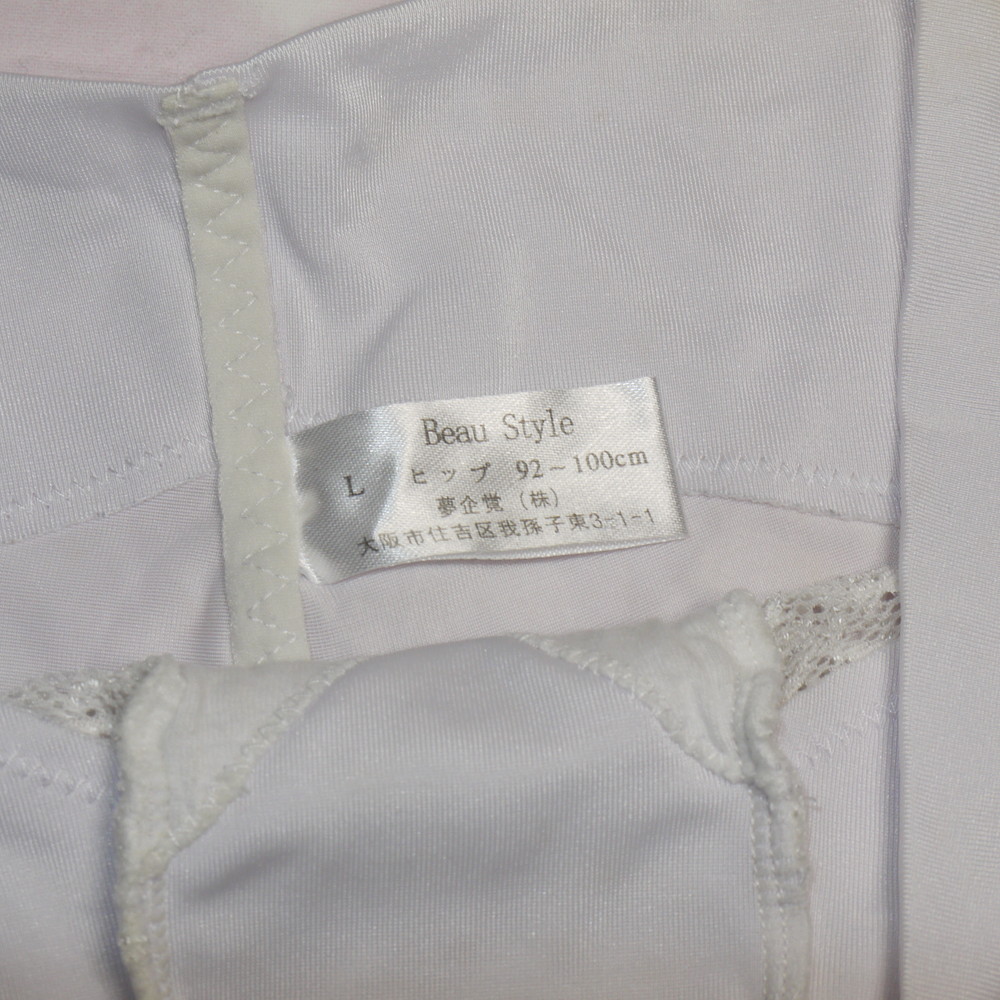 Beau Style
L ヒップ 92～100cm
夢企覚（株）
大阪市住吉区我孫子東3-1-1